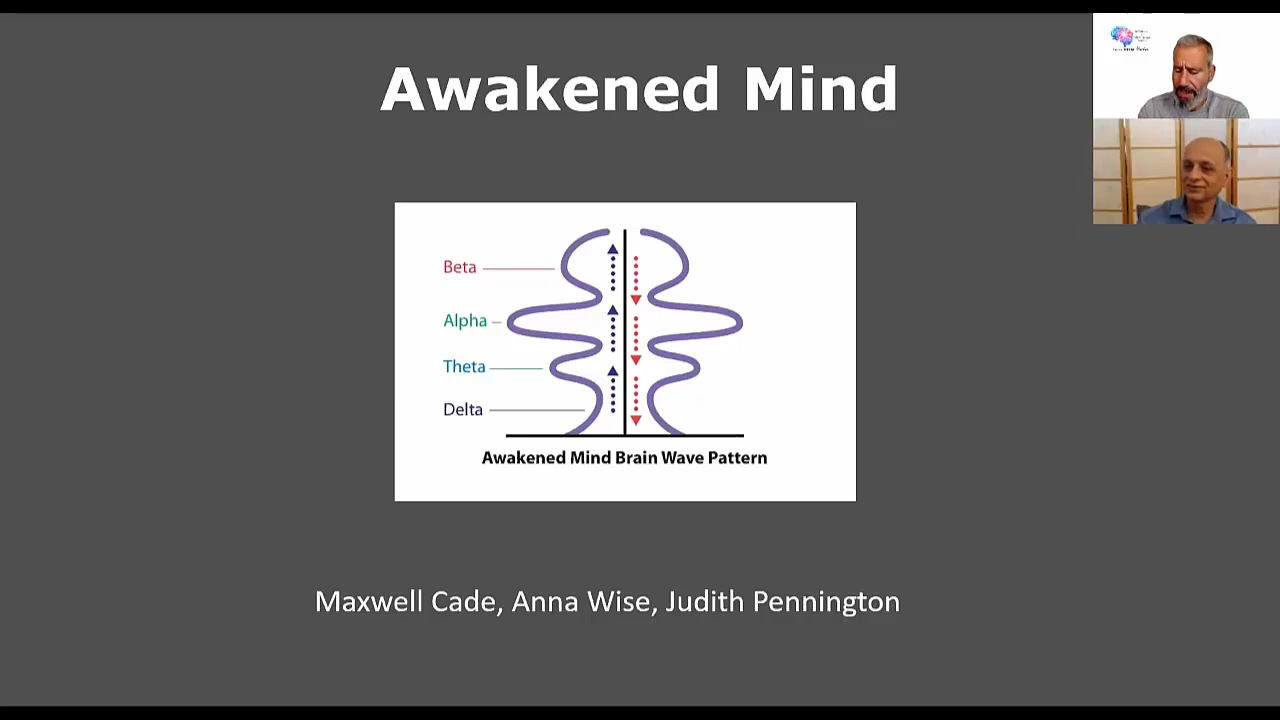 Awakened Mind
Beta
Alpha
Theta
Delta
Awakened Mind Brain Wave Pattern
Maxwell Cade, Anna Wise, Judith Pennington